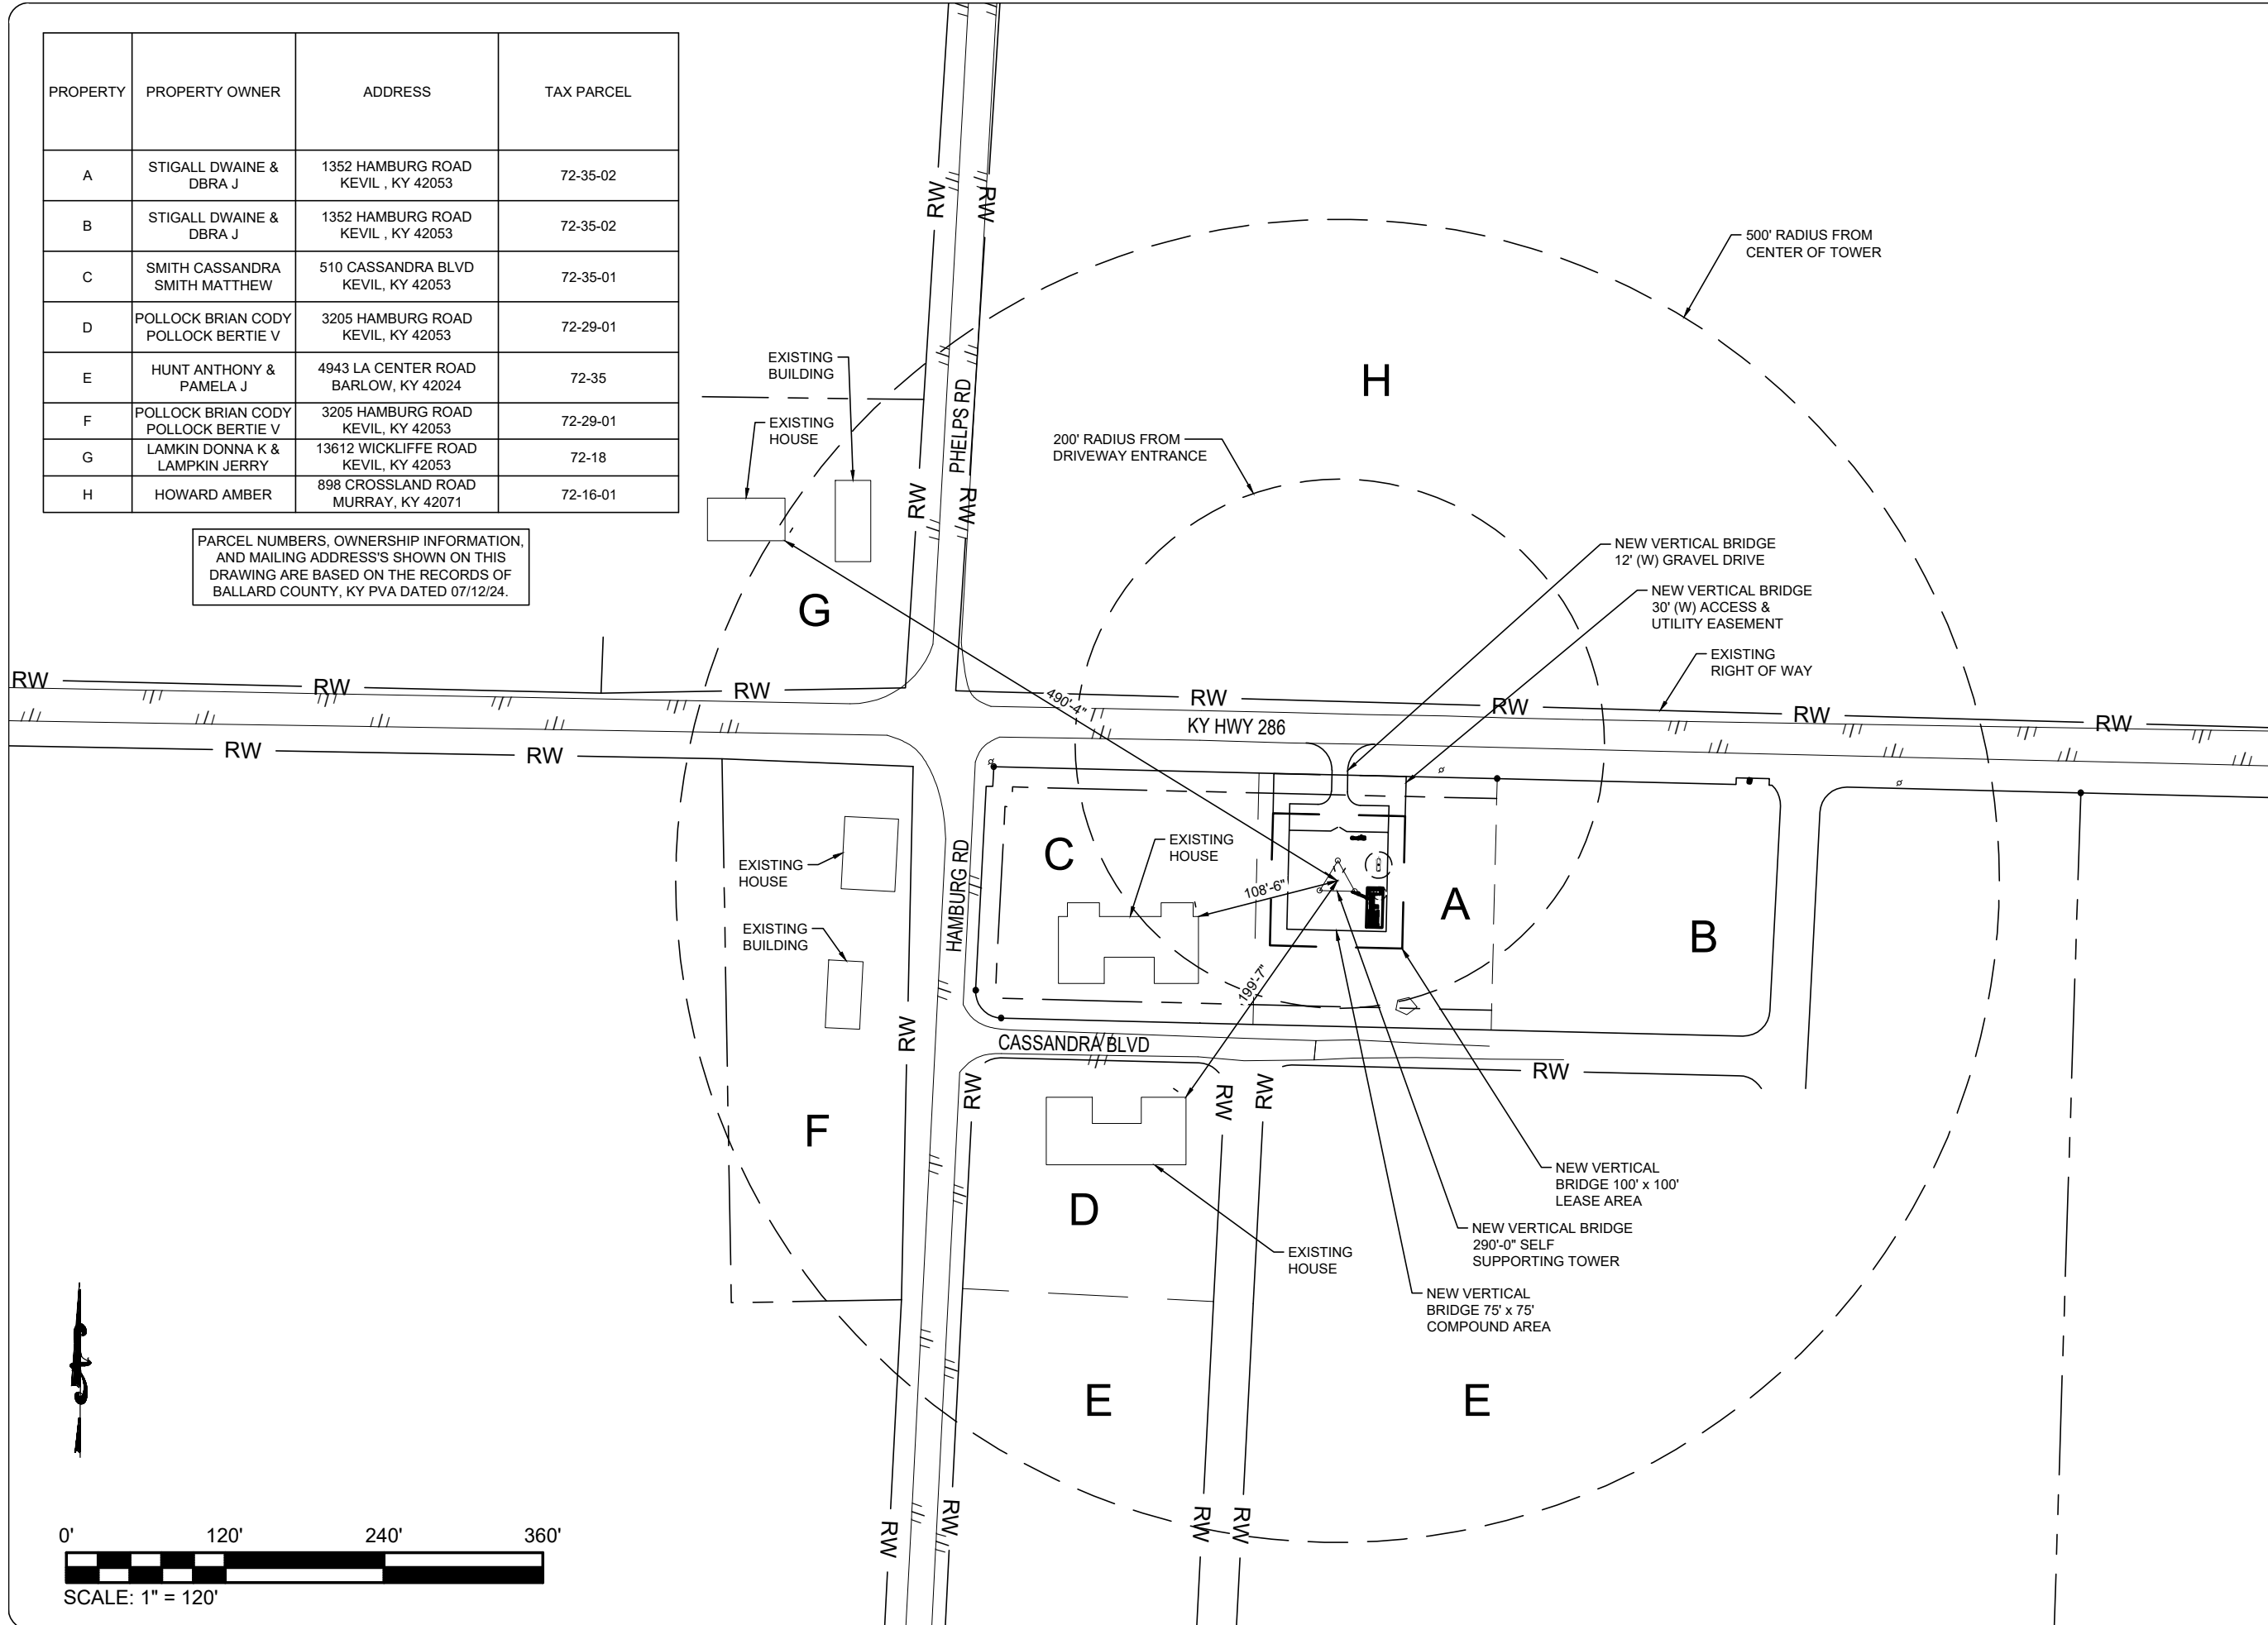 PROPERTY PROPERTY OWNER ADDRESS TAX PARCEL
A STIGALL DWAINE & DBRA J 1352 HAMBURG ROAD KEVIL , KY 42053 72-35-02
B STIGALL DWAINE & DBRA J 1352 HAMBURG ROAD KEVIL , KY 42053 72-35-02
C SMITH CASSANDRA SMITH MATTHEW 510 CASSANDRA BLVD KEVIL, KY 42053 72-35-01
D POLLOCK BRIAN CODY POLLOCK BERTIE V 3205 HAMBURG ROAD KEVIL, KY 42053 72-29-01
E HUNT ANTHONY & PAMELA J 4943 LA CENTER ROAD BARLOW, KY 42024 72-35
F POLLOCK BRIAN CODY POLLOCK BERTIE V 3205 HAMBURG ROAD KEVIL, KY 42053 72-29-01
G LAMKIN DONNA K & LAMPKIN JERRY 13612 WICKLIFFE ROAD KEVIL, KY 42053 72-18
H HOWARD AMBER 898 CROSSLAND ROAD MURRAY, KY 42071 72-16-01
PARCEL NUMBERS, OWNERSHIP INFORMATION,
AND MAILING ADDRESS'S SHOWN ON THIS
DRAWING ARE BASED ON THE RECORDS OF
BALLARD COUNTY, KY PVA DATED 07/12/24.
RW
RW
500' RADIUS FROM
CENTER OF TOWER
EXISTING
BUILDING
H
PHELPS RD
EXISTING
HOUSE
200' RADIUS FROM
DRIVEWAY ENTRANCE
RW
RW
NEW VERTICAL BRIDGE
12' (W) GRAVEL DRIVE
NEW VERTICAL BRIDGE
30' (W) ACCESS &
UTILITY EASEMENT
G
EXISTING
RIGHT OF WAY
RW
RW
RW
490'-4"
RW
RW
RW
RW
KY HWY 286
RW
RW
C
EXISTING
HOUSE
EXISTING
HOUSE
HAMBURG RD
108'-6"
A
B
EXISTING
BUILDING
199'-7"
RW
CASSANDRA BLVD
RW
RW
RW
RW
F
D
NEW VERTICAL
BRIDGE 100' x 100'
LEASE AREA
NEW VERTICAL BRIDGE
290'-0" SELF
SUPPORTING TOWER
EXISTING
HOUSE
NEW VERTICAL
BRIDGE 75' x 75'
COMPOUND AREA
E
E
RW
RW
RW
RW
0' 120' 240' 360'
SCALE: 1" = 120'